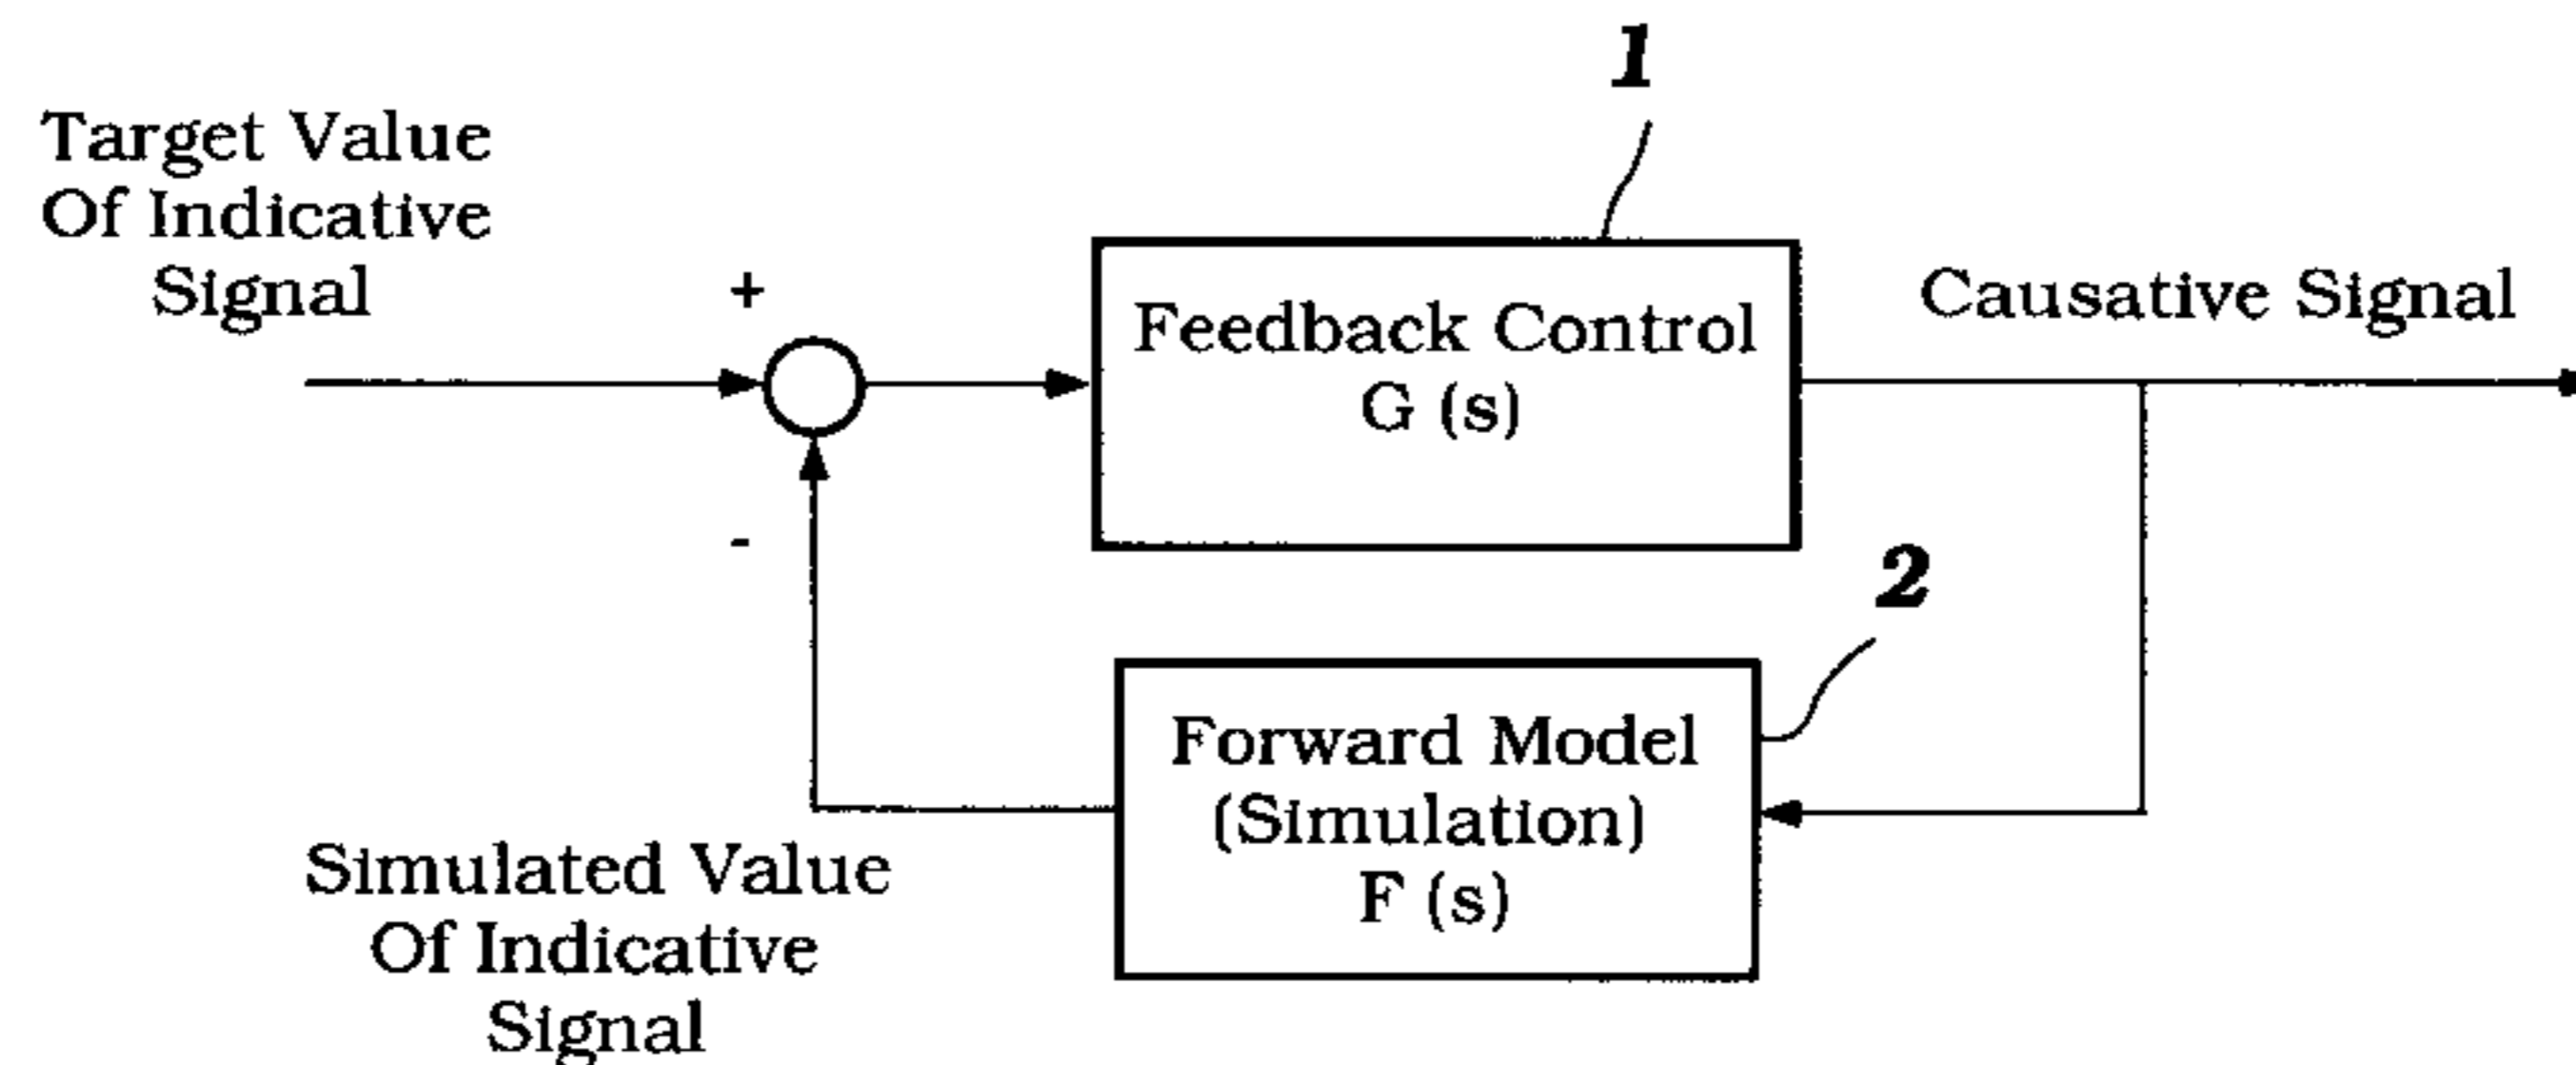 1
Target Value
Of Indicative
Signal
+
Feedback Control
G (s)
Causative Signal
-
2
Forward Model
(Simulation)
F (s)
Simulated Value
Of Indicative
Signal